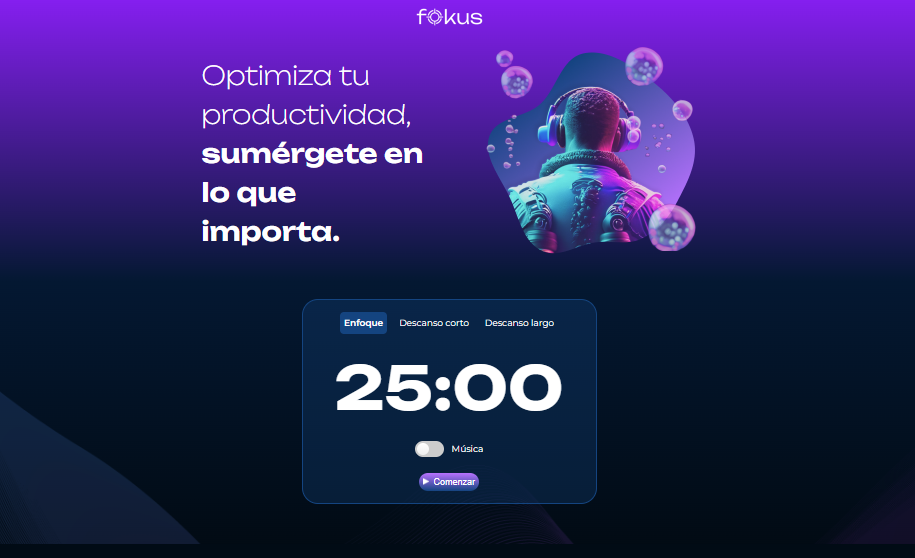 fokus
Optimiza tu
productividad,
sumérgete en
lo que
importa.
Enfoque Descanso corto Descanso largo
25:00
Música
Comenzar